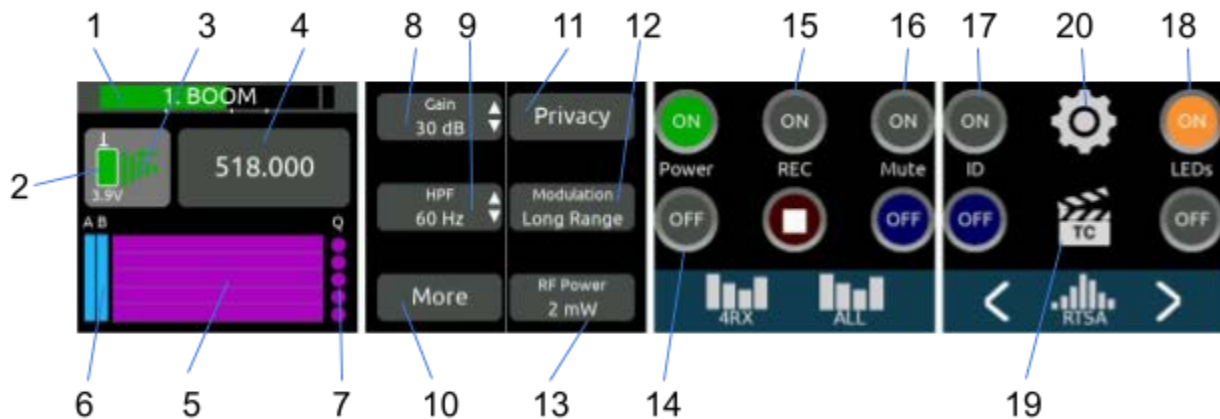 1 3 4 8 9 11 12 15 16 17 20 18
1. BOOM
518.000
2
3.9V
A B Q
Gain
30 dB
HPF
60 Hz
More
Privacy
Modulation
Long Range
RF Power
2 mW
ON ON ON
Power REC Mute
OFF OFF
4RX ALL
ON ON
ID LEDs
OFF TC OFF
< RTSA >
6 5 7 10 13 14 19